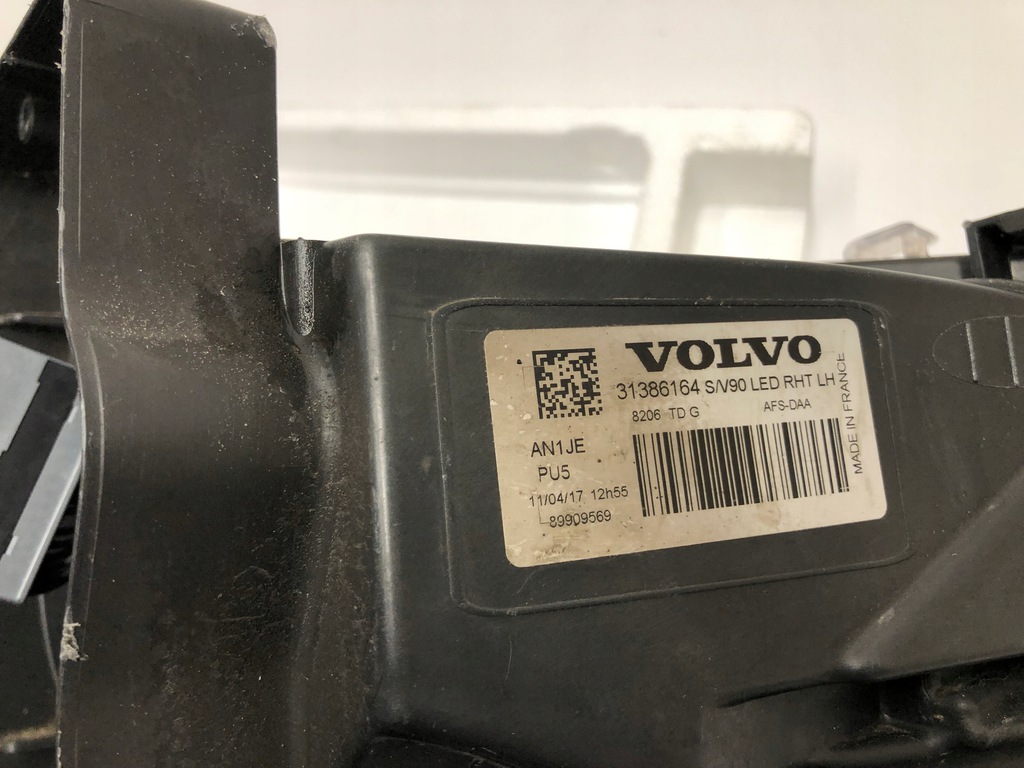 VOLVO
31386164 S/V90 LED RHT LH
8206 TD G AFS-DAA
MADE IN FRANCE
AN1JE
PU5
11/04/17 12h55
89909569